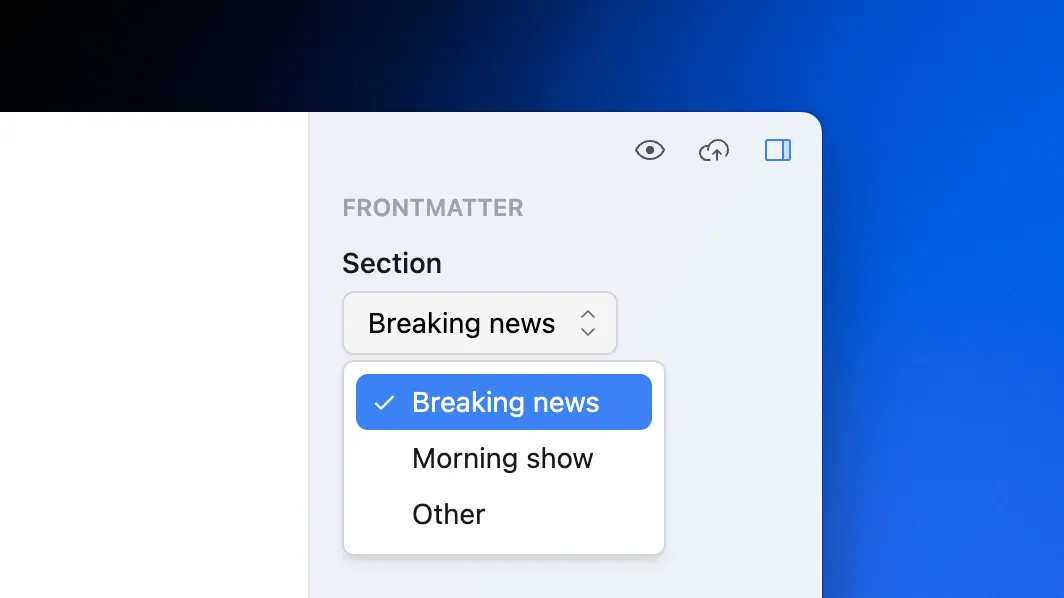 FRONTMATTER
Section
Breaking news
Breaking news
Morning show
Other